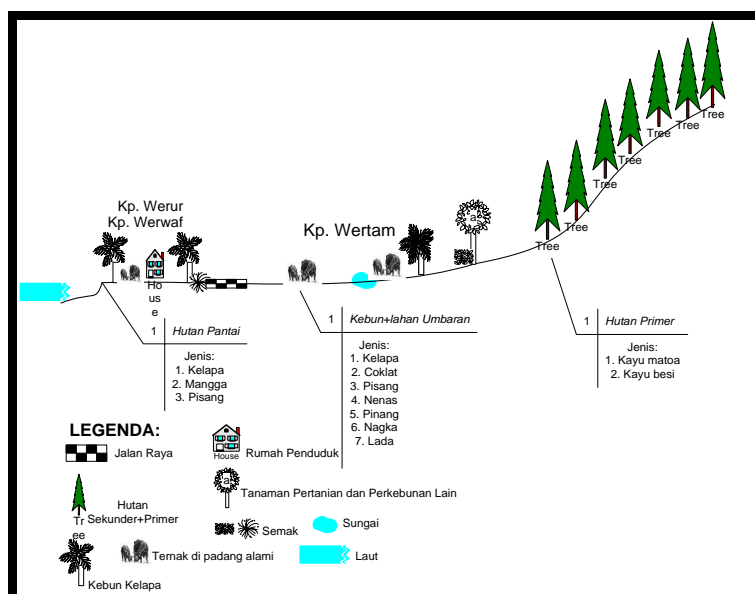 Kp. Werur
Kp. Werwaf
Kp. Wertam
a
Tree
Tree
Tree
Tree
Tree
Tree
Tree
Ho
us
e
1 Hutan Pantai
Jenis:
1. Kelapa
2. Mangga
3. Pisang
1 Kebun+lahan Umbaran
Jenis:
1. Kelapa
2. Coklat
3. Pisang
4. Nenas
5. Pinang
6. Nagka
7. Lada
1 Hutan Primer
Jenis:
1. Kayu matoa
2. Kayu besi
LEGENDA:
Jalan Raya
House
Rumah Penduduk
Tr
ee
Hutan
Sekunder+Primer
a
Tanaman Pertanian dan Perkebunan Lain
Semak
Sungai
Kebun Kelapa
Ternak di padang alami
Laut